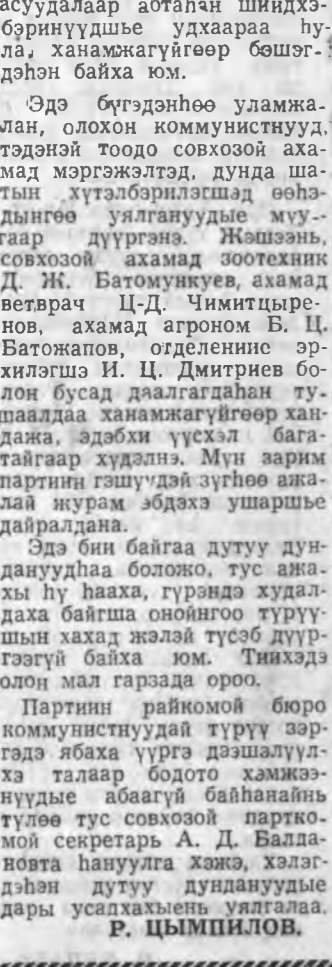 асуудалаар абтаһан шиидхэ-
бэринүүдшье удхаараа һу-
ла, ханамжагүйгөөр бэшэг-
дэһэн байха юм.
Эдэ бүгэдэнһөө уламжа-
лан, олохон коммунистнууд,
тэдэнэй тоодо совхозой аха-
мад мэргэжэлтэд, дунда ша-
тын хүтэлбэрилэгшэд өөһэ-
дынгөө уялгануудые муу-
гаар дүүргэнэ. Жэшээнь,
совхозой ахамад зоотехник
Д. Ж. Батомункуев, ахамад
ветврач Ц-Д. Чимитцыре-
нов, ахамад агроном Б. Ц.
Батожапов, отделениис эр-
хилэгшэ И. Ц. Дмитриев бо-
лон бусад даалгагдаһан ту-
шаалдаа ханамжагүйгөөр хан-
дажа, эдэбхи үүсхэл бага-
тайгаар хүдэлнэ. Мүн зарим
партиин гэшүүдэй зүгһөө ажа-
лай журам эбдэхэ ушаршье
дайралдана.
Эдэ бии байгаа дутуу дун-
дануудһаа боложо, тус ажа-
хы һү һааха, гүрэндэ худал-
даха байгша онойнгоо түрүү-
шын хахад жэлэй түсэб дүүр-
гээгүй байха юм. Тиихэдэ
олон мал гарзада ороо.
Партиин райкомой бюро
коммунистнуудай түрүү зэр-
гэдэ ябаха үүргэ дээшэлүүл-
хэ талаар бодото хэмжээ-
нүүдые абаагүй байһанайнь
түлөө тус совхозой партко-
мой секретарь А. Д. Балда-
новта һануулга хэжэ, хэлэг-
дэһэн дутуу дундануудые
дары усадхахыень уялгалаа.
Р. ЦЫМПИЛОВ.